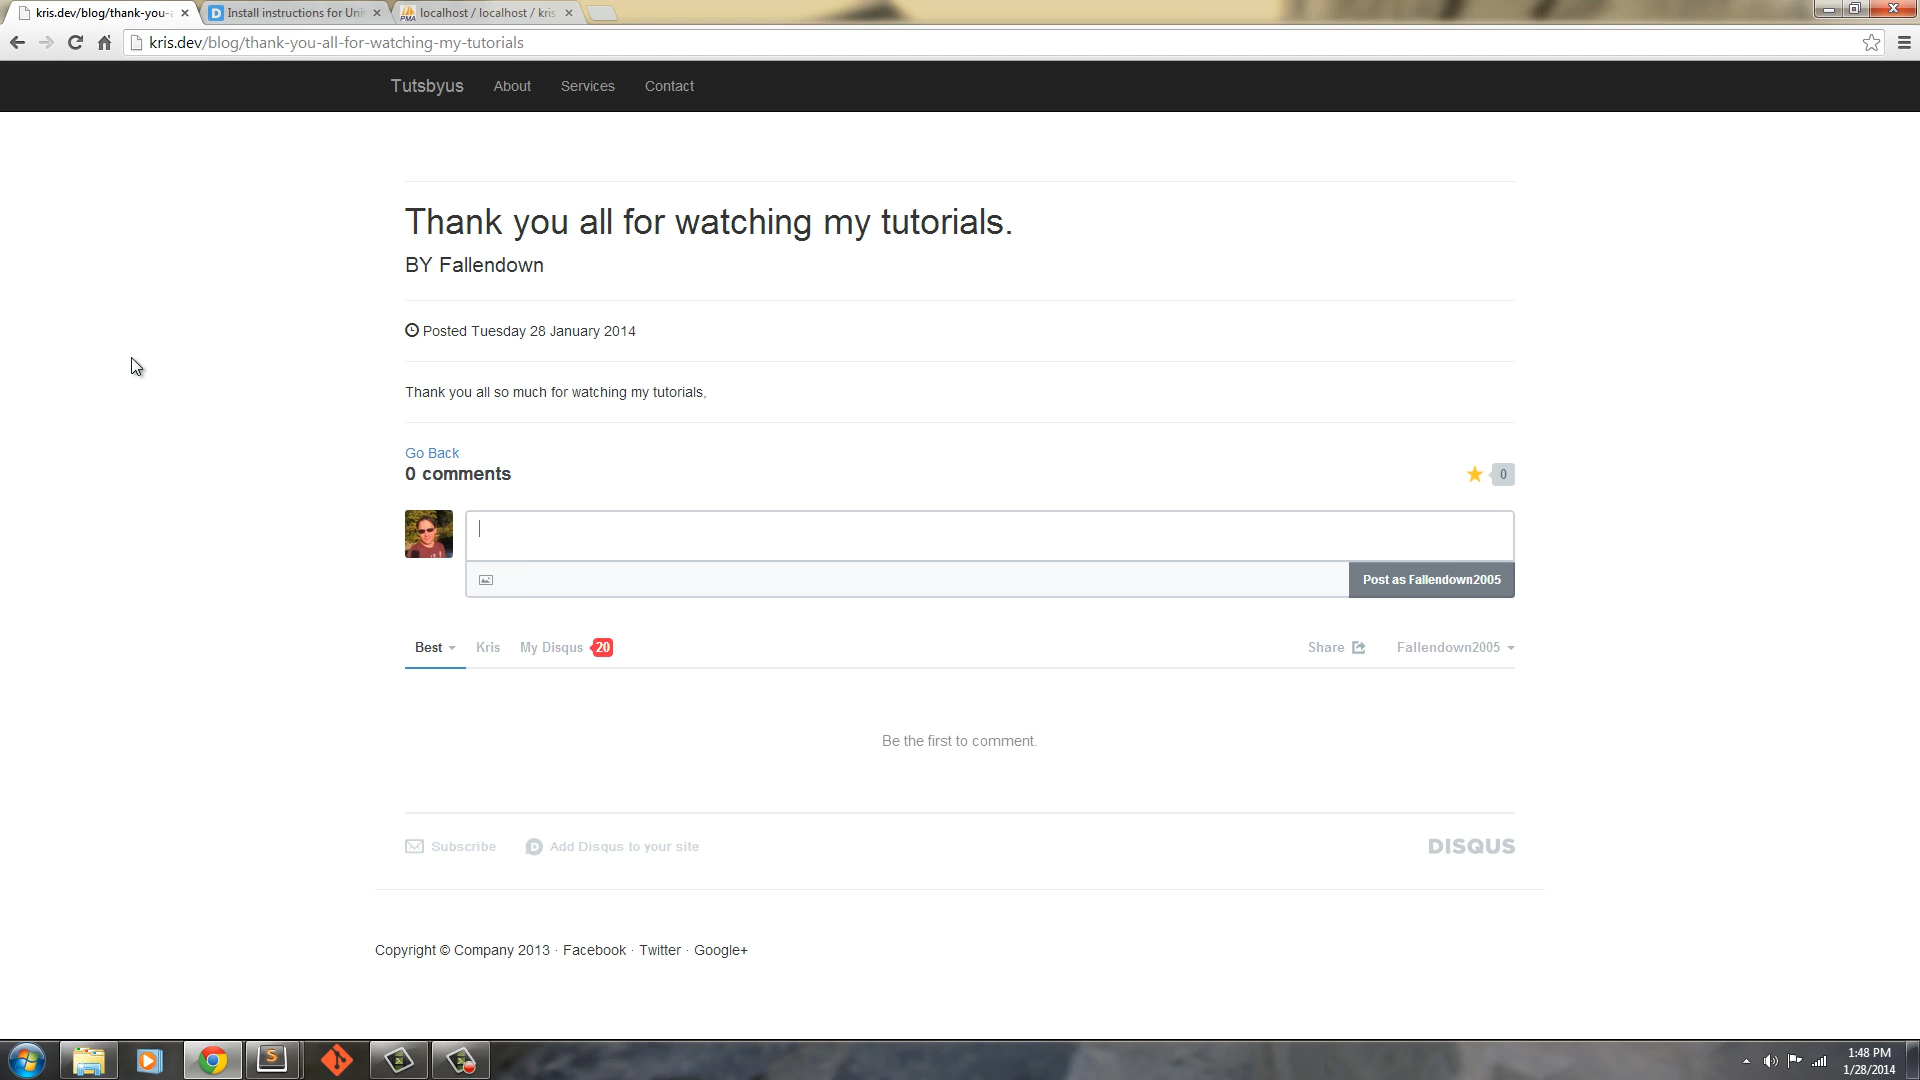 kris.dev/blog/thank-you-a
Install instructions for Uni
localhost / localhost / kris
kris.dev/blog/thank-you-all-for-watching-my-tutorials
Tutsbyus About Services Contact
Thank you all for watching my tutorials.
BY Fallendown
Posted Tuesday 28 January 2014
Thank you all so much for watching my tutorials,
Go Back
0 comments
0
Post as Fallendown2005
Best Kris My Disqus 20 Share Fallendown2005
Be the first to comment.
Subscribe Add Disqus to your site DISQUS
Copyright © Company 2013 · Facebook · Twitter · Google+
1:48 PM
1/28/2014